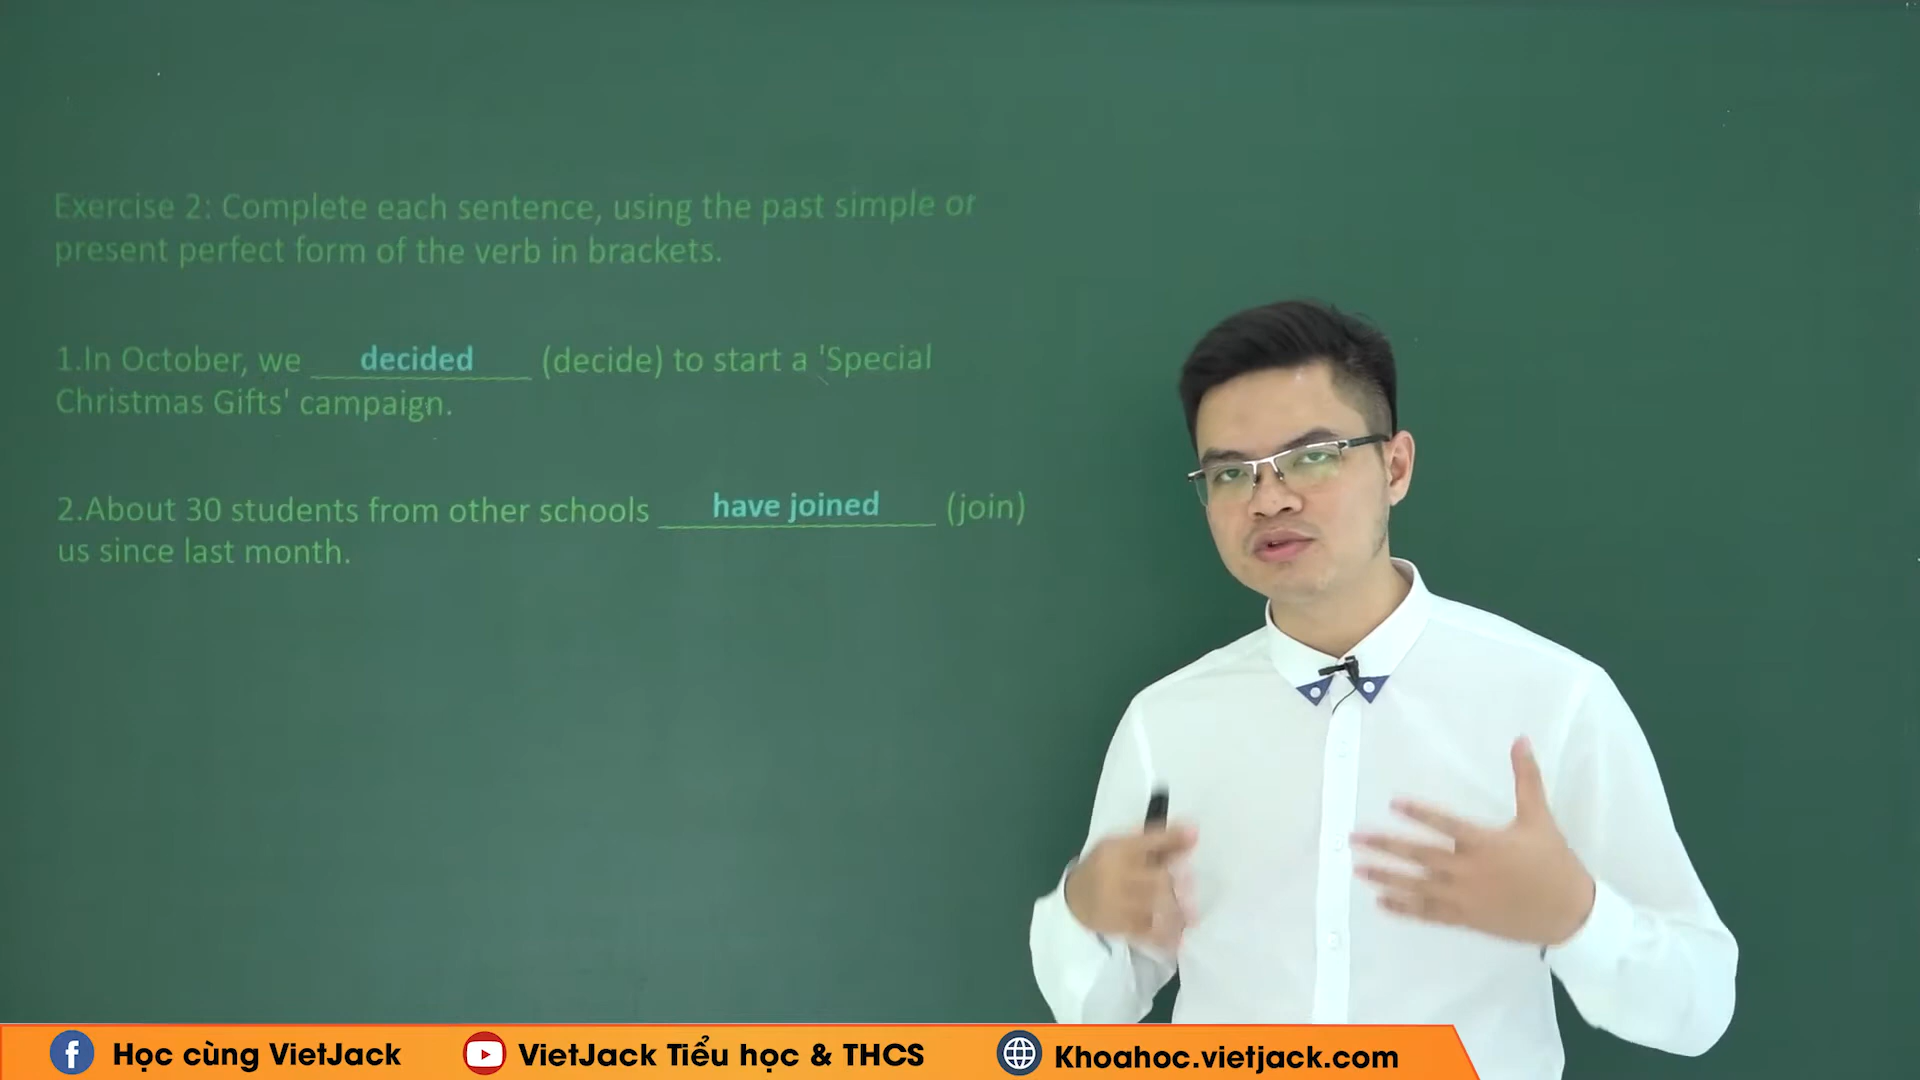 Exercise 2: Complete each sentence, using the past simple or
present perfect form of the verb in brackets.
1.In October, we decided (decide) to start a 'Special
Christmas Gifts' campaign.
2.About 30 students from other schools have joined (join)
us since last month.
Học cùng VietJack VietJack Tiểu học & THCS Khoahoc.vietjack.com